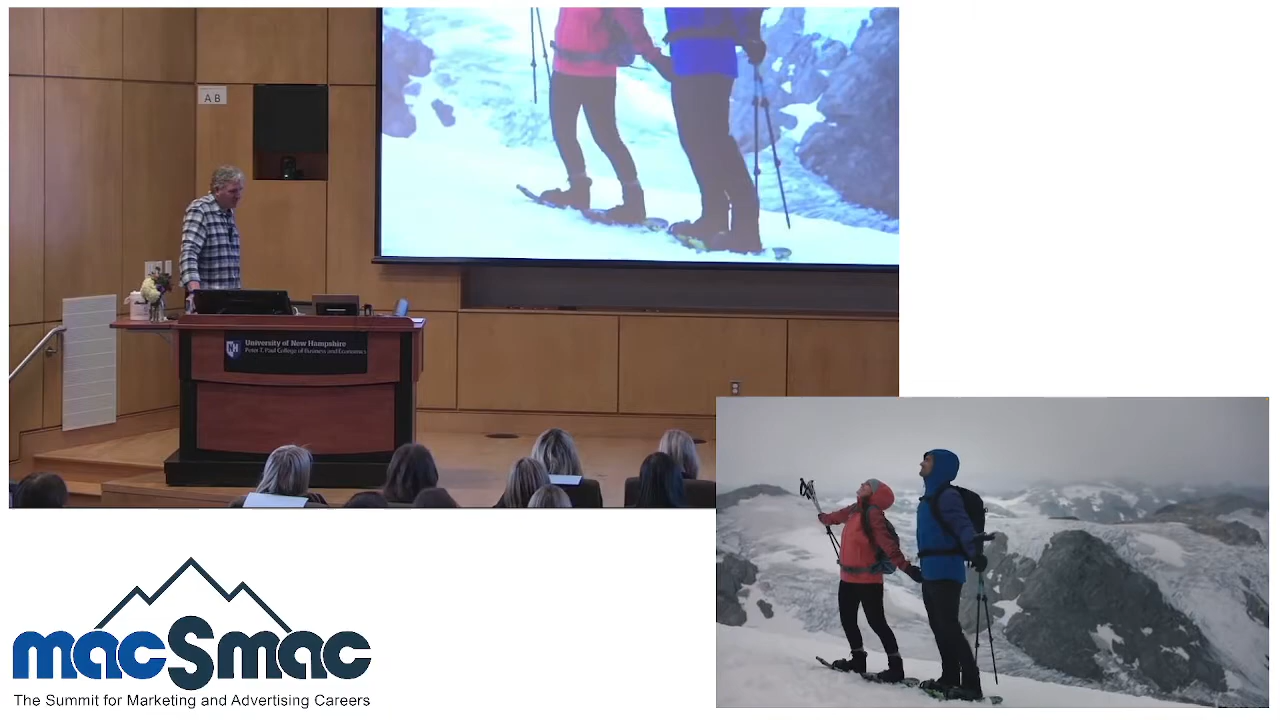 A B
University of New Hampshire
Peter T. Paul College of Business and Economics
macSmac
The Summit for Marketing and Advertising Careers